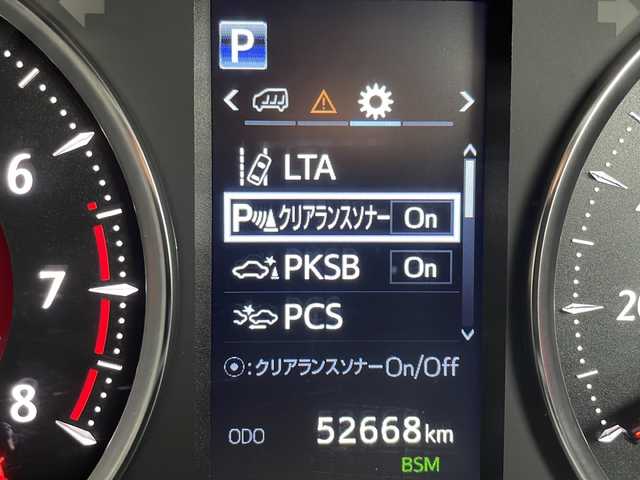 P
LTA
P クリアランスソナー On
PKSB On
PCS
:クリアランスソナーOn/Off
ODO 52668km
BSM
6
7
8
20